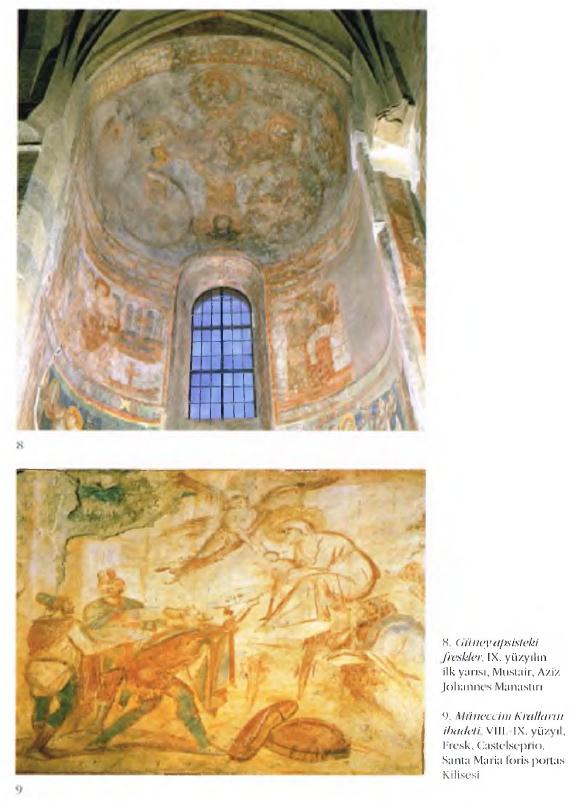 8
9
8. Güney apsisteki
freskler, IX. yüzyılın
ilk yarısı, Mustair, Aziz
Johannes Manastırı
9. Müneccim Kralların
ibadeti, VIII.-IX. yüzyıl,
Fresk, Castelseprio,
Santa Maria foris portas
Kilisesi